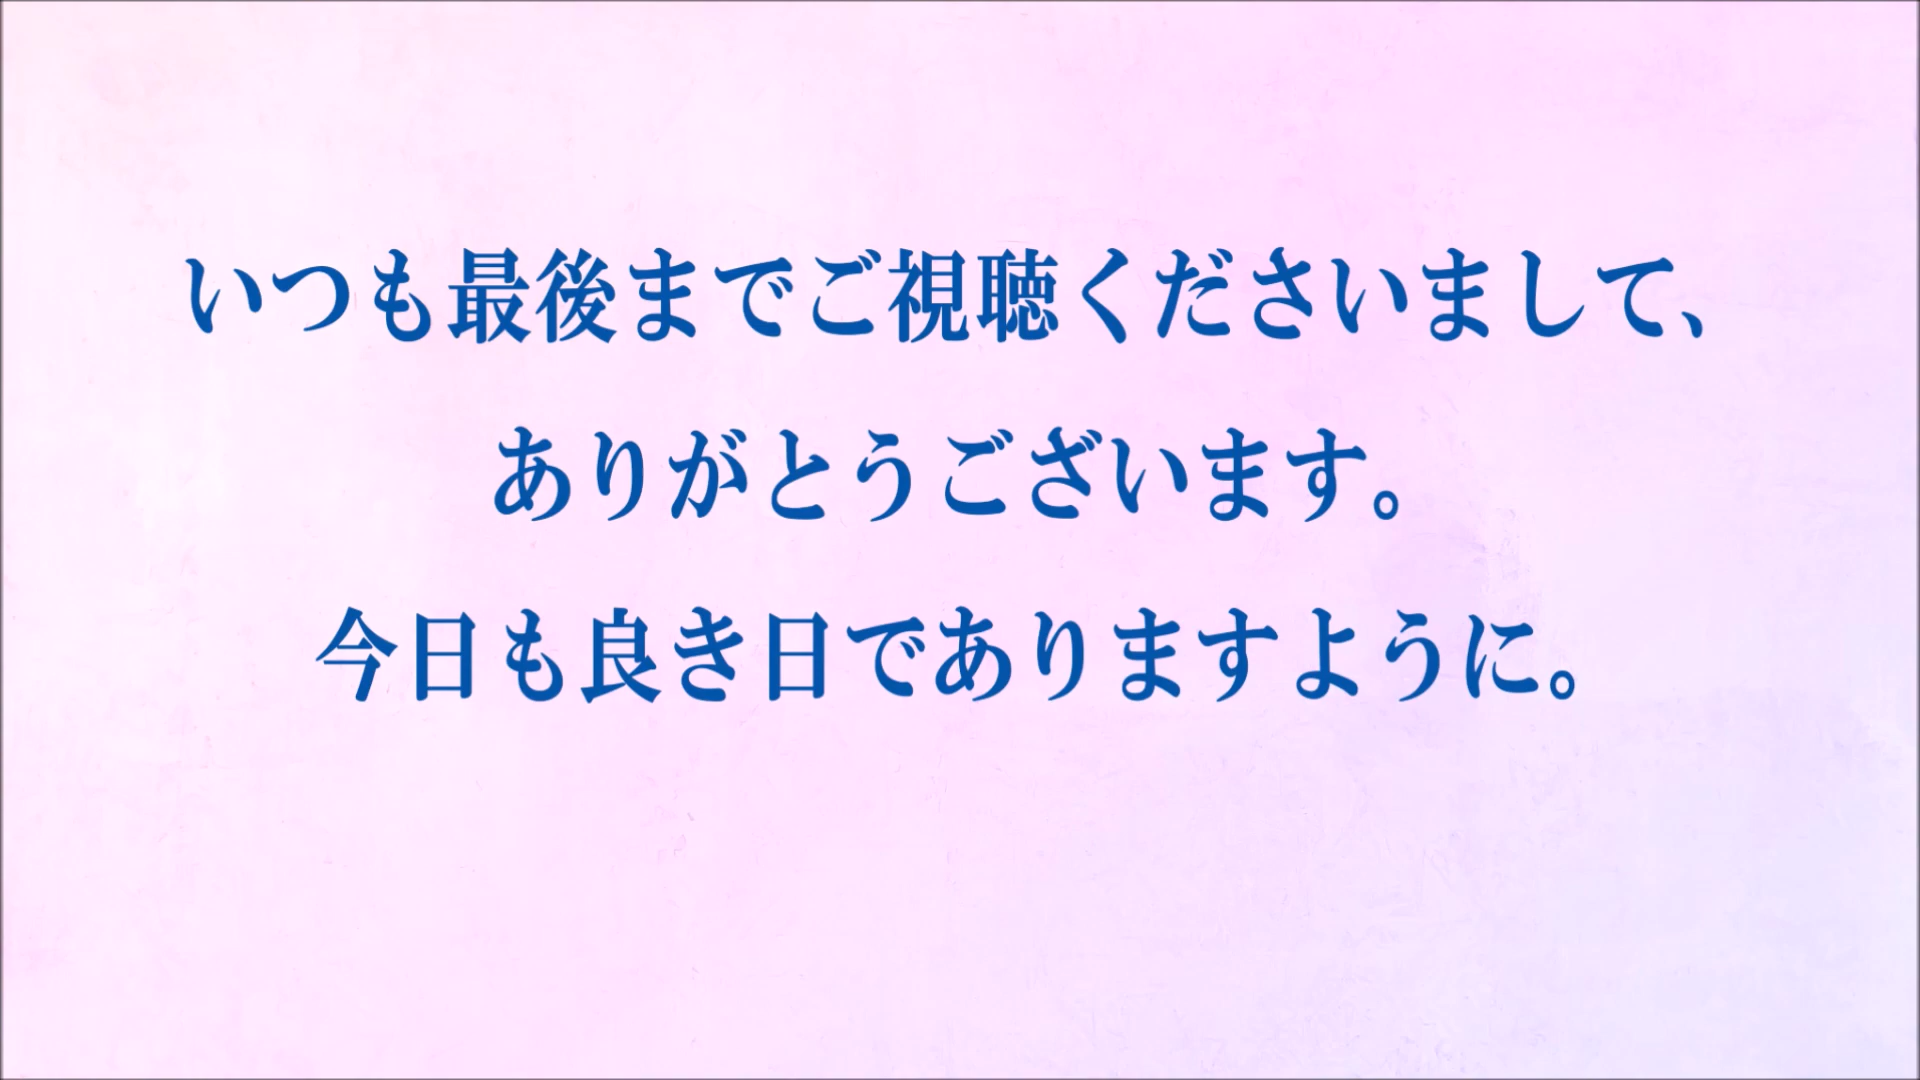 いつも最後までご視聴くださいまして、
ありがとうございます。
今日も良き日でありますように。